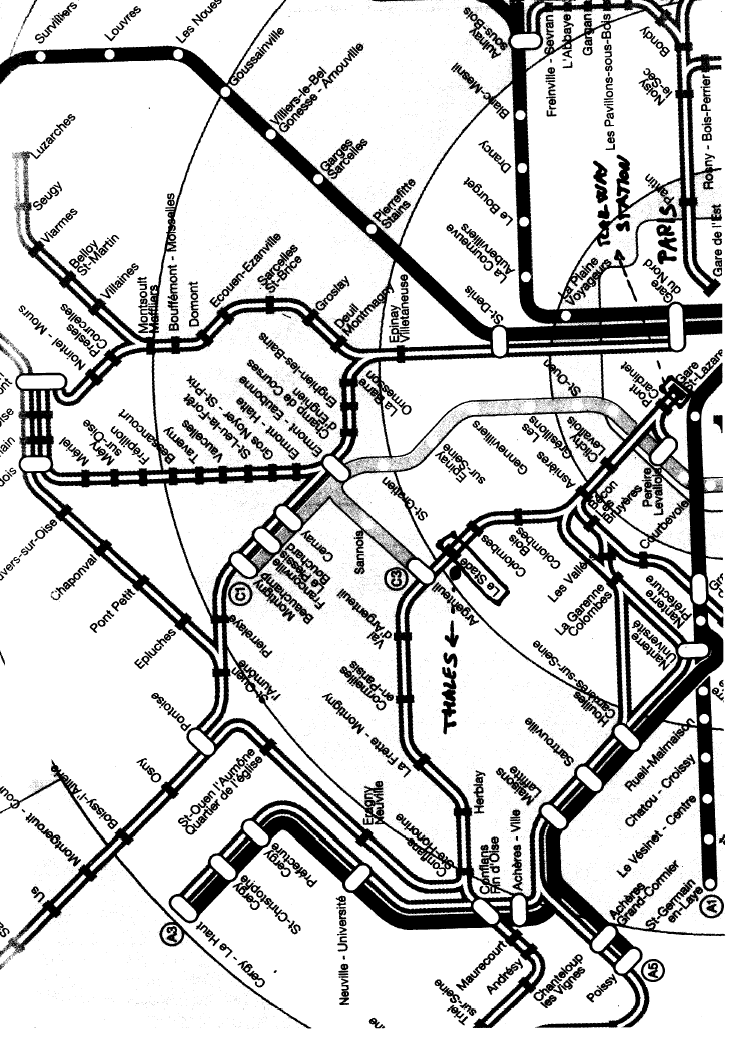 Survilliers
Louvres
Les Noues
Goussainville
Villiers-le-Bel
Gonesse - Arnouville
Garges
Sarcelles
Pierrefitte
Stains
Aulnay
sous-Bois
Freinville - Sevran
L'Abbaye
Gargan
Les Pavillons-sous-Bois
Bondy
Noisy
le-Sec
Rosny - Bois-Perrier
Blanc-Mesnil
Drancy
Le Bourget
La Courneuve
Aubervilliers
La Plaine
Voyageurs
RAILWAY
STATION
PARIS
Pantin
Gare de l'Est
Gare
du Nord
Luzarches
Seugy
Viarmes
Belloy
St-Martin
Villaines
Montsoult
Maffliers
Bouffémont - Moisselles
Domont
Ecouen-Ezanville
Sarcelles
St-Brice
Groslay
Deuil
Montmagny
Epinay
Villetaneuse
St-Denis
Nointel - Mours
Presles
Courcelles
Mériel
Méry
sur-Oise
Frépillon
Bessancourt
Taverny
Vaucelles
St-Leu-la-Forêt
Gros Noyer - St-Prix
Ermont - Halte
Ermont - Eaubonne
Champ de Courses
d'Enghien
Enghien-les-Bains
La Barre
Ormesson
St-Ouen
Pont
Cardinet
Gare
St-Lazare
Epinay
sur-Seine
Gennevilliers
Les
Grésillons
Asnières
Clichy
Levallois
Pereire
Levallois
Bécon
les
Bruyères
Courbevoie
St-Gratien
Sannois
Cernay
Franconville
Le Plessis
Bouchard
Montigny
Beauchamp
C1
C3
Pierrelaye
St-Ouen
l'Aumône
Chaponval
Pont Petit
Epluches
Pontoise
Osny
Boissy-l'Aillerie
Us
Bois
Colombes
Colombes
Le Stade
Argenteuil
THALES ←
Val
d'Argenteuil
Cormeilles
en-Parisis
La Frette - Montigny
Herblay
Les Vallées
La Garenne
Colombes
Nanterre
Préfecture
Nanterre
Université
Houilles
Carrières-sur-Seine
Sartrouville
Maisons
Laffitte
Rueil-Malmaison
Chatou - Croissy
Le Vésinet - Centre
St-Germain
en-Laye
A1
St-Ouen l'Aumône
Quartier de l'église
Eragny
Neuville
Conflans
Ste-Honorine
Conflans
Fin d'Oise
Achères - Ville
Achères
Grand-Cormier
Poissy
A5
Cergy
Préfecture
Cergy
St-Christophe
Cergy - Le Haut
A3
Neuville - Université
Maurecourt
Andrésy
Chanteloup
les Vignes
Triel
sur-Seine